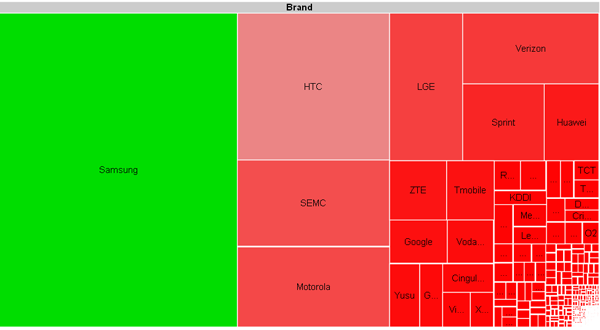 Brand
Samsung
HTC
LGE
Verizon
Sprint
Huawei
SEMC
Motorola
ZTE
Tmobile
Google
Voda...
Yusu
G...
Cingul...
Vi...
X...
R...
...
KDDI
Me...
Le...
TCT
T...
D...
Cri...
O2